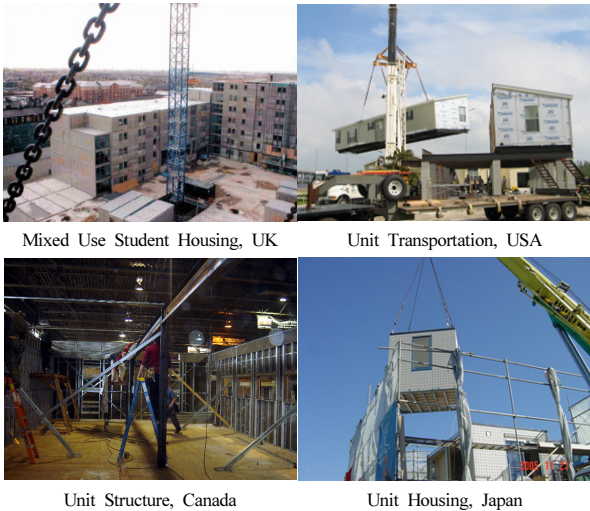 Mixed Use Student Housing, UK
Unit Transportation, USA
Unit Structure, Canada
Unit Housing, Japan